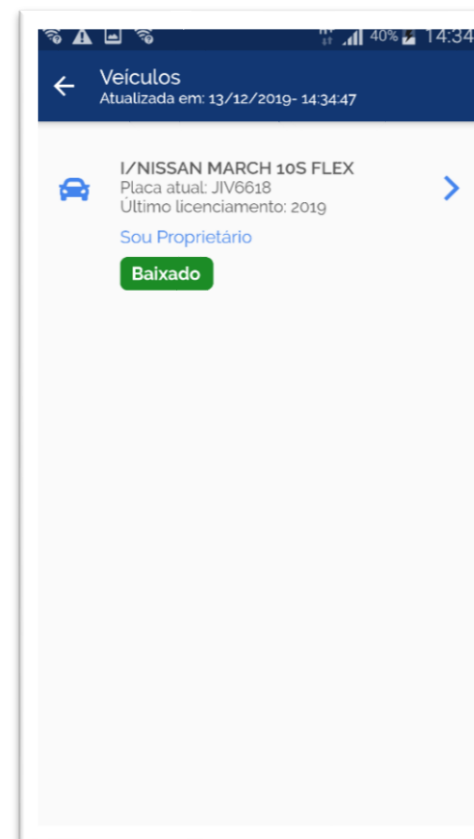 40% 14:34
Veículos
Atualizada em: 13/12/2019- 14:34:47
I/NISSAN MARCH 10S FLEX
Placa atual: JIV6618
Último licenciamento: 2019
Sou Proprietário
Baixado